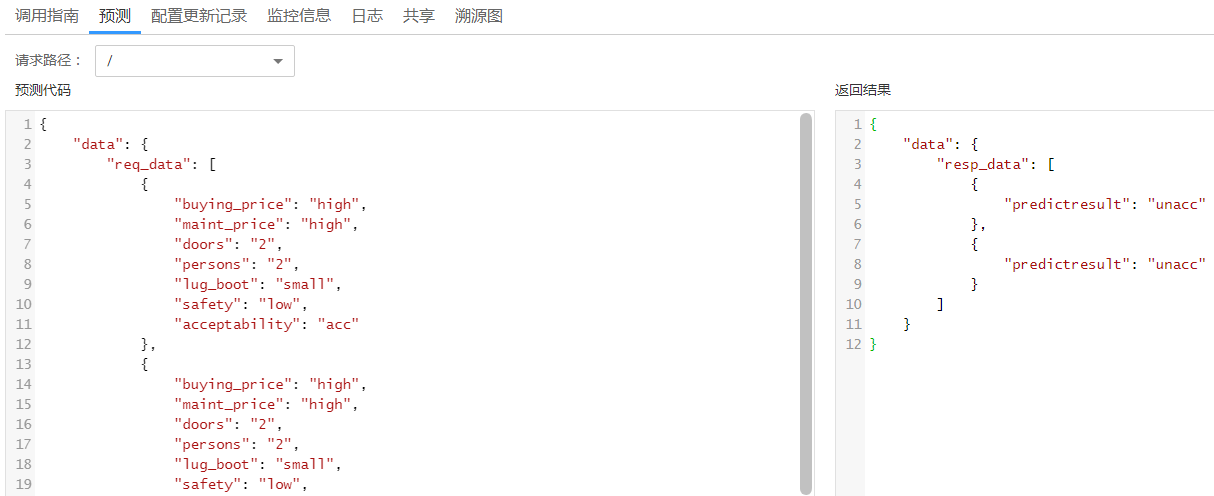 调用指南 预测 配置更新记录 监控信息 日志 共享 溯源图
请求路径： /
预测代码
1 {
2 "data": {
3 "req_data": [
4 {
5 "buying_price": "high",
6 "maint_price": "high",
7 "doors": "2",
8 "persons": "2",
9 "lug_boot": "small",
10 "safety": "low",
11 "acceptability": "acc"
12 },
13 {
14 "buying_price": "high",
15 "maint_price": "high",
16 "doors": "2",
17 "persons": "2",
18 "lug_boot": "small",
19 "safety": "low",
返回结果
1 {
2 "data": {
3 "resp_data": [
4 {
5 "predictresult": "unacc"
6 },
7 {
8 "predictresult": "unacc"
9 }
10 ]
11 }
12 }